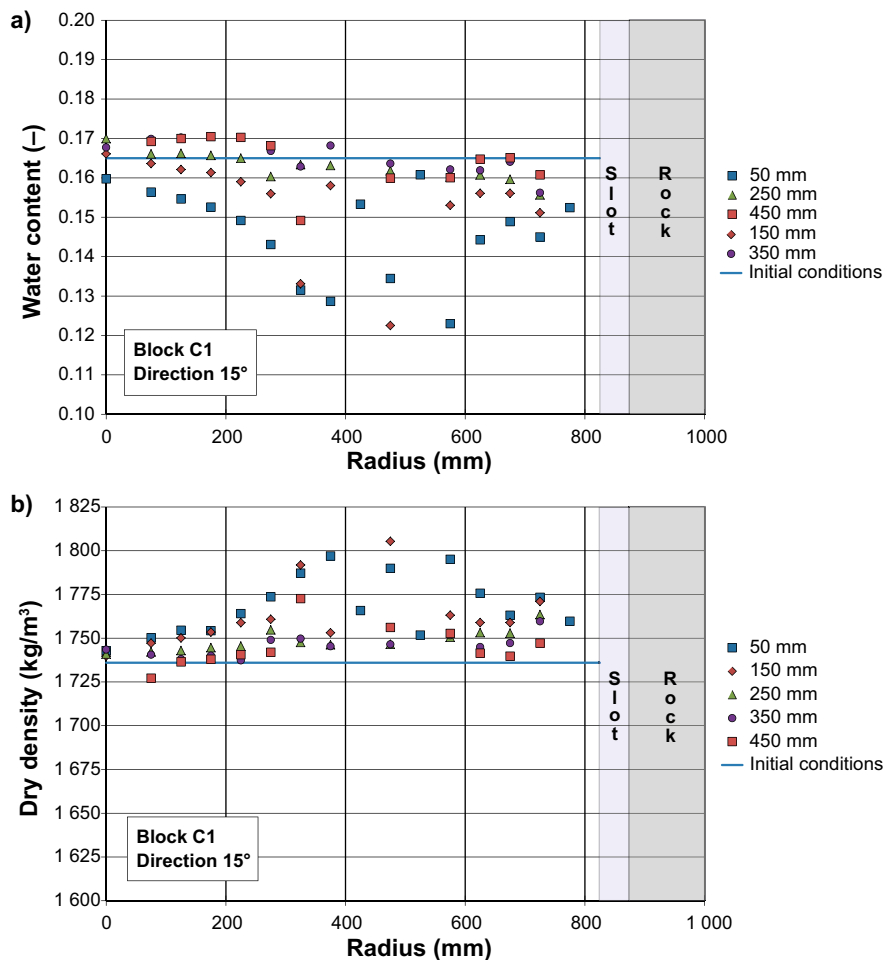 a)
0.20
0.19
0.18
0.17
0.16
0.15
0.14
0.13
0.12
0.11
0.10
Water content (–)
Block C1
Direction 15°
Slot
Rock
0
200
400
600
800
1000
Radius (mm)
50 mm
250 mm
450 mm
150 mm
350 mm
Initial conditions
b)
1 825
1 800
1 775
1 750
1 725
1 700
1 675
1 650
1 625
1 600
Dry density (kg/m³)
Block C1
Direction 15°
Slot
Rock
0
200
400
600
800
1 000
Radius (mm)
50 mm
150 mm
250 mm
350 mm
450 mm
Initial conditions